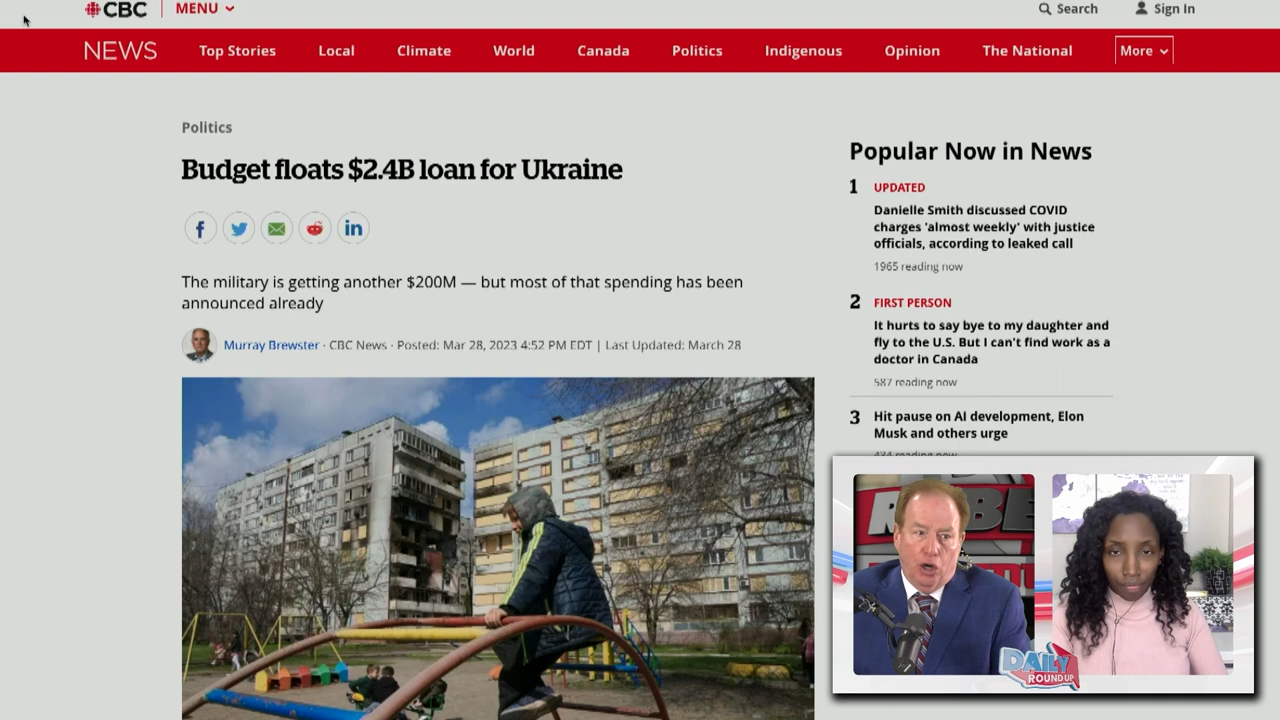 CBC
MENU
Search
Sign In
NEWS
Top Stories
Local
Climate
World
Canada
Politics
Indigenous
Opinion
The National
More
Politics
Budget floats $2.4B loan for Ukraine
The military is getting another $200M — but most of that spending has been
announced already
Murray Brewster · CBC News · Posted: Mar 28, 2023 4:52 PM EDT | Last Updated: March 28
Popular Now in News
1 UPDATED
Danielle Smith discussed COVID
charges 'almost weekly' with justice
officials, according to leaked call
1965 reading now
2 FIRST PERSON
It hurts to say bye to my daughter and
fly to the U.S. But I can't find work as a
doctor in Canada
587 reading now
3 Hit pause on AI development, Elon
Musk and others urge
434 reading now
DAILY
ROUNDUP